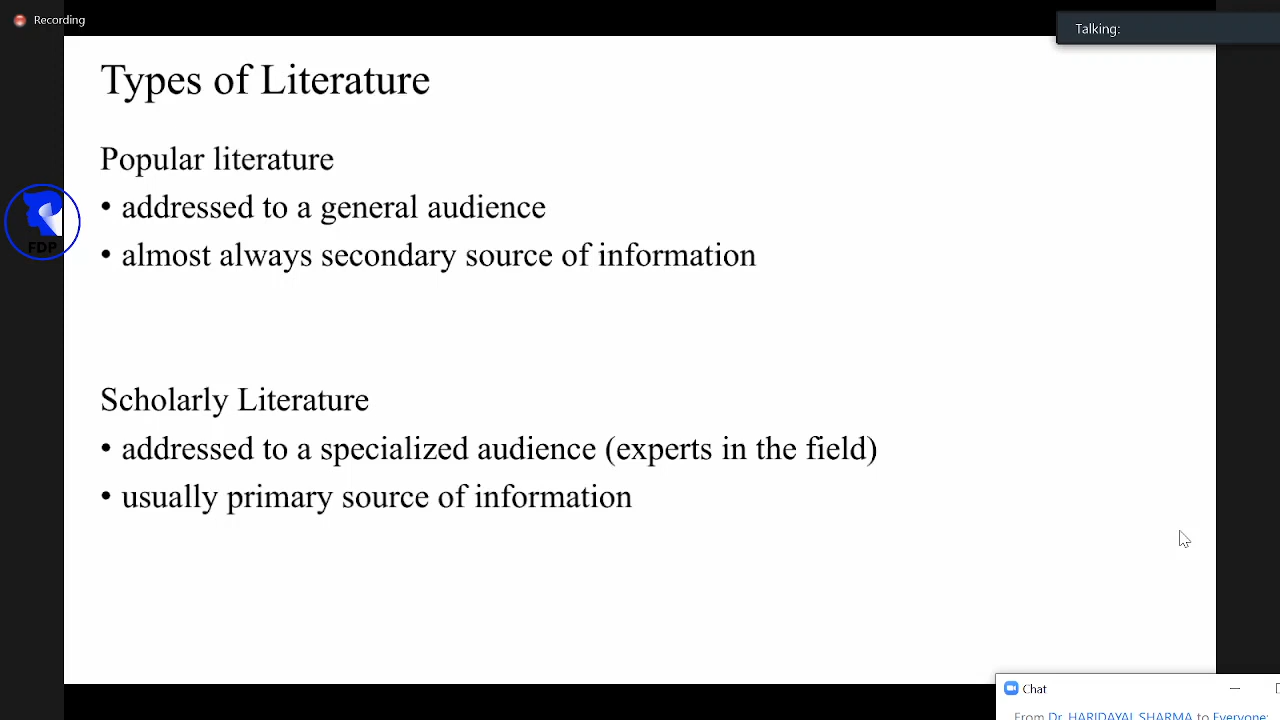 Recording
Talking:
Types of Literature
Popular literature
• addressed to a general audience
• almost always secondary source of information
FDP
Scholarly Literature
• addressed to a specialized audience (experts in the field)
• usually primary source of information
Chat
From Dr. HARIDAYAL SHARMA to Everyone: